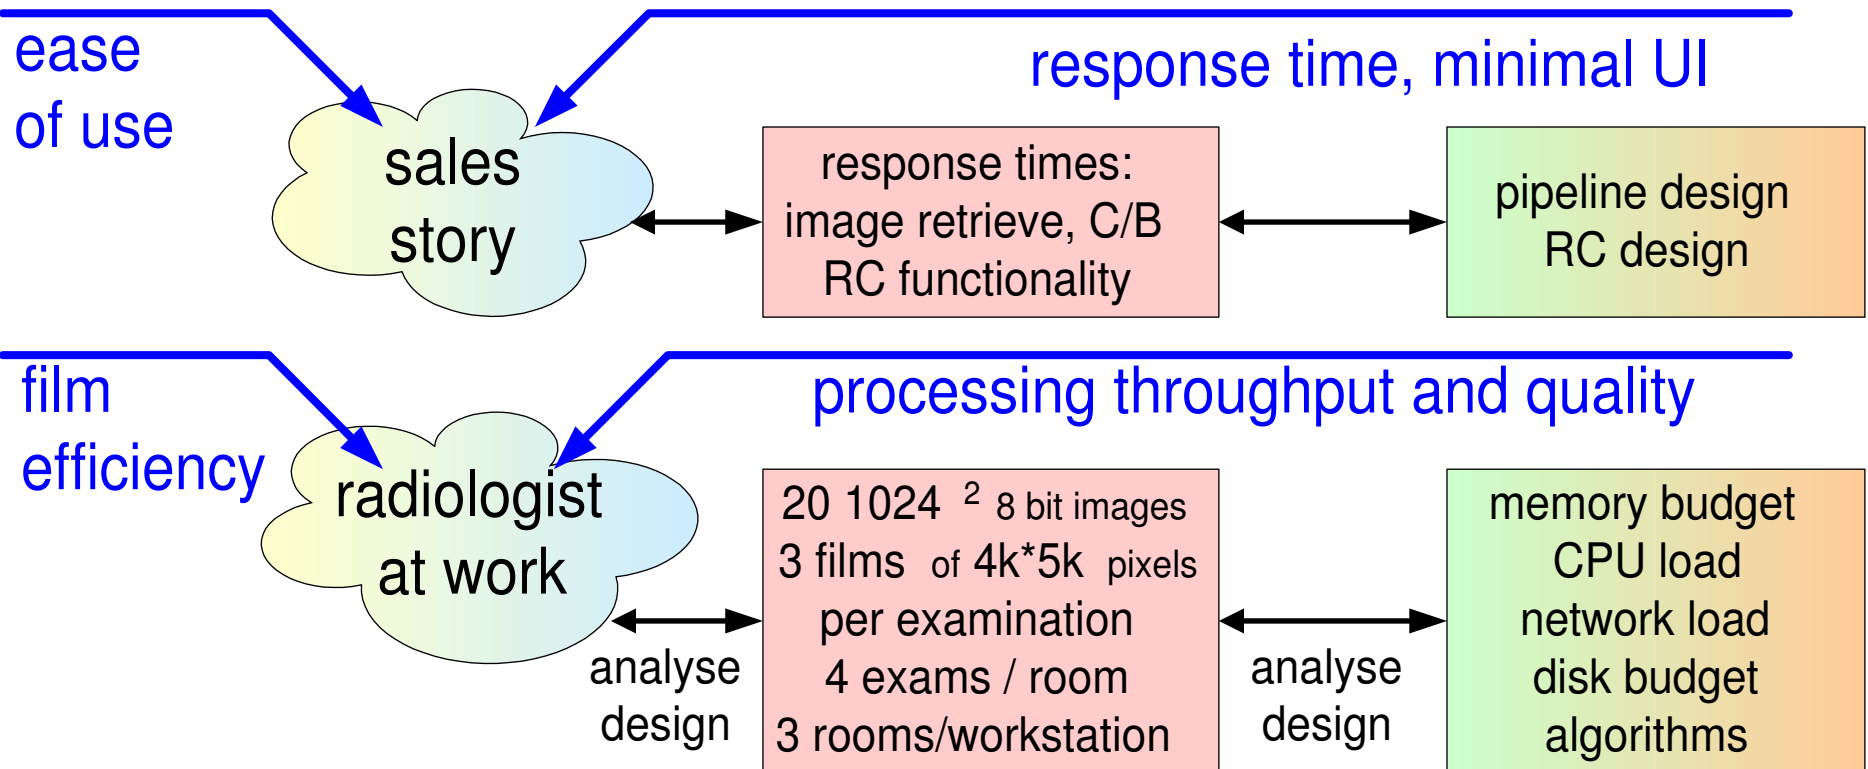 ease
of use
response time, minimal UI
sales
story
response times:
image retrieve, C/B
RC functionality
pipeline design
RC design
film
efficiency
processing throughput and quality
radiologist
at work
analyse
design
20 1024 ² 8 bit images
3 films of 4k*5k pixels
per examination
4 exams / room
3 rooms/workstation
analyse
design
memory budget
CPU load
network load
disk budget
algorithms